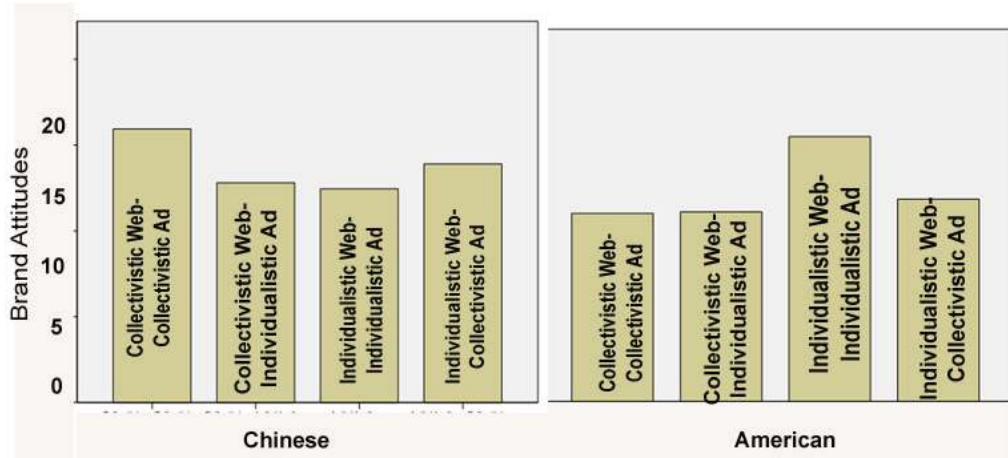 Brand Attitudes
20
15
10
5
0
Collectivistic Web-
Collectivistic Ad
Collectivistic Web-
Individualistic Ad
Individualistic Web-
Individualistic Ad
Individualistic Web-
Collectivistic Ad
Chinese
Collectivistic Web-
Collectivistic Ad
Collectivistic Web-
Individualistic Ad
Individualistic Web-
Individualistic Ad
Individualistic Web-
Collectivistic Ad
American